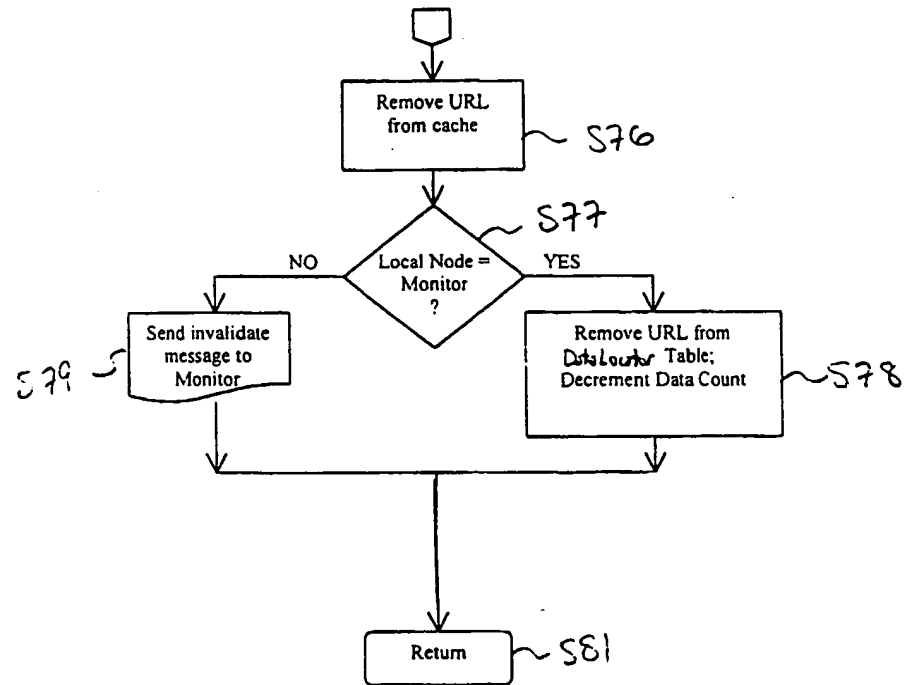 Remove URL
from cache
S76
S77
NO
Local Node =
Monitor
?
YES
Send invalidate
message to
Monitor
S79
Remove URL from
DataLocator Table;
Decrement Data Count
S78
Return
S81